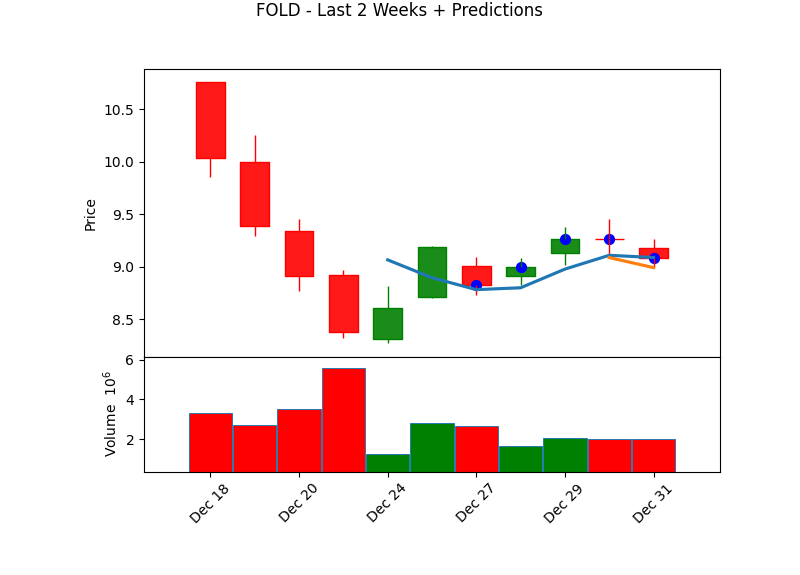 FOLD - Last 2 Weeks + Predictions
Price
10.5
10.0
9.5
9.0
8.5
Volume 10^6
6
4
2
Dec 18
Dec 20
Dec 24
Dec 27
Dec 29
Dec 31